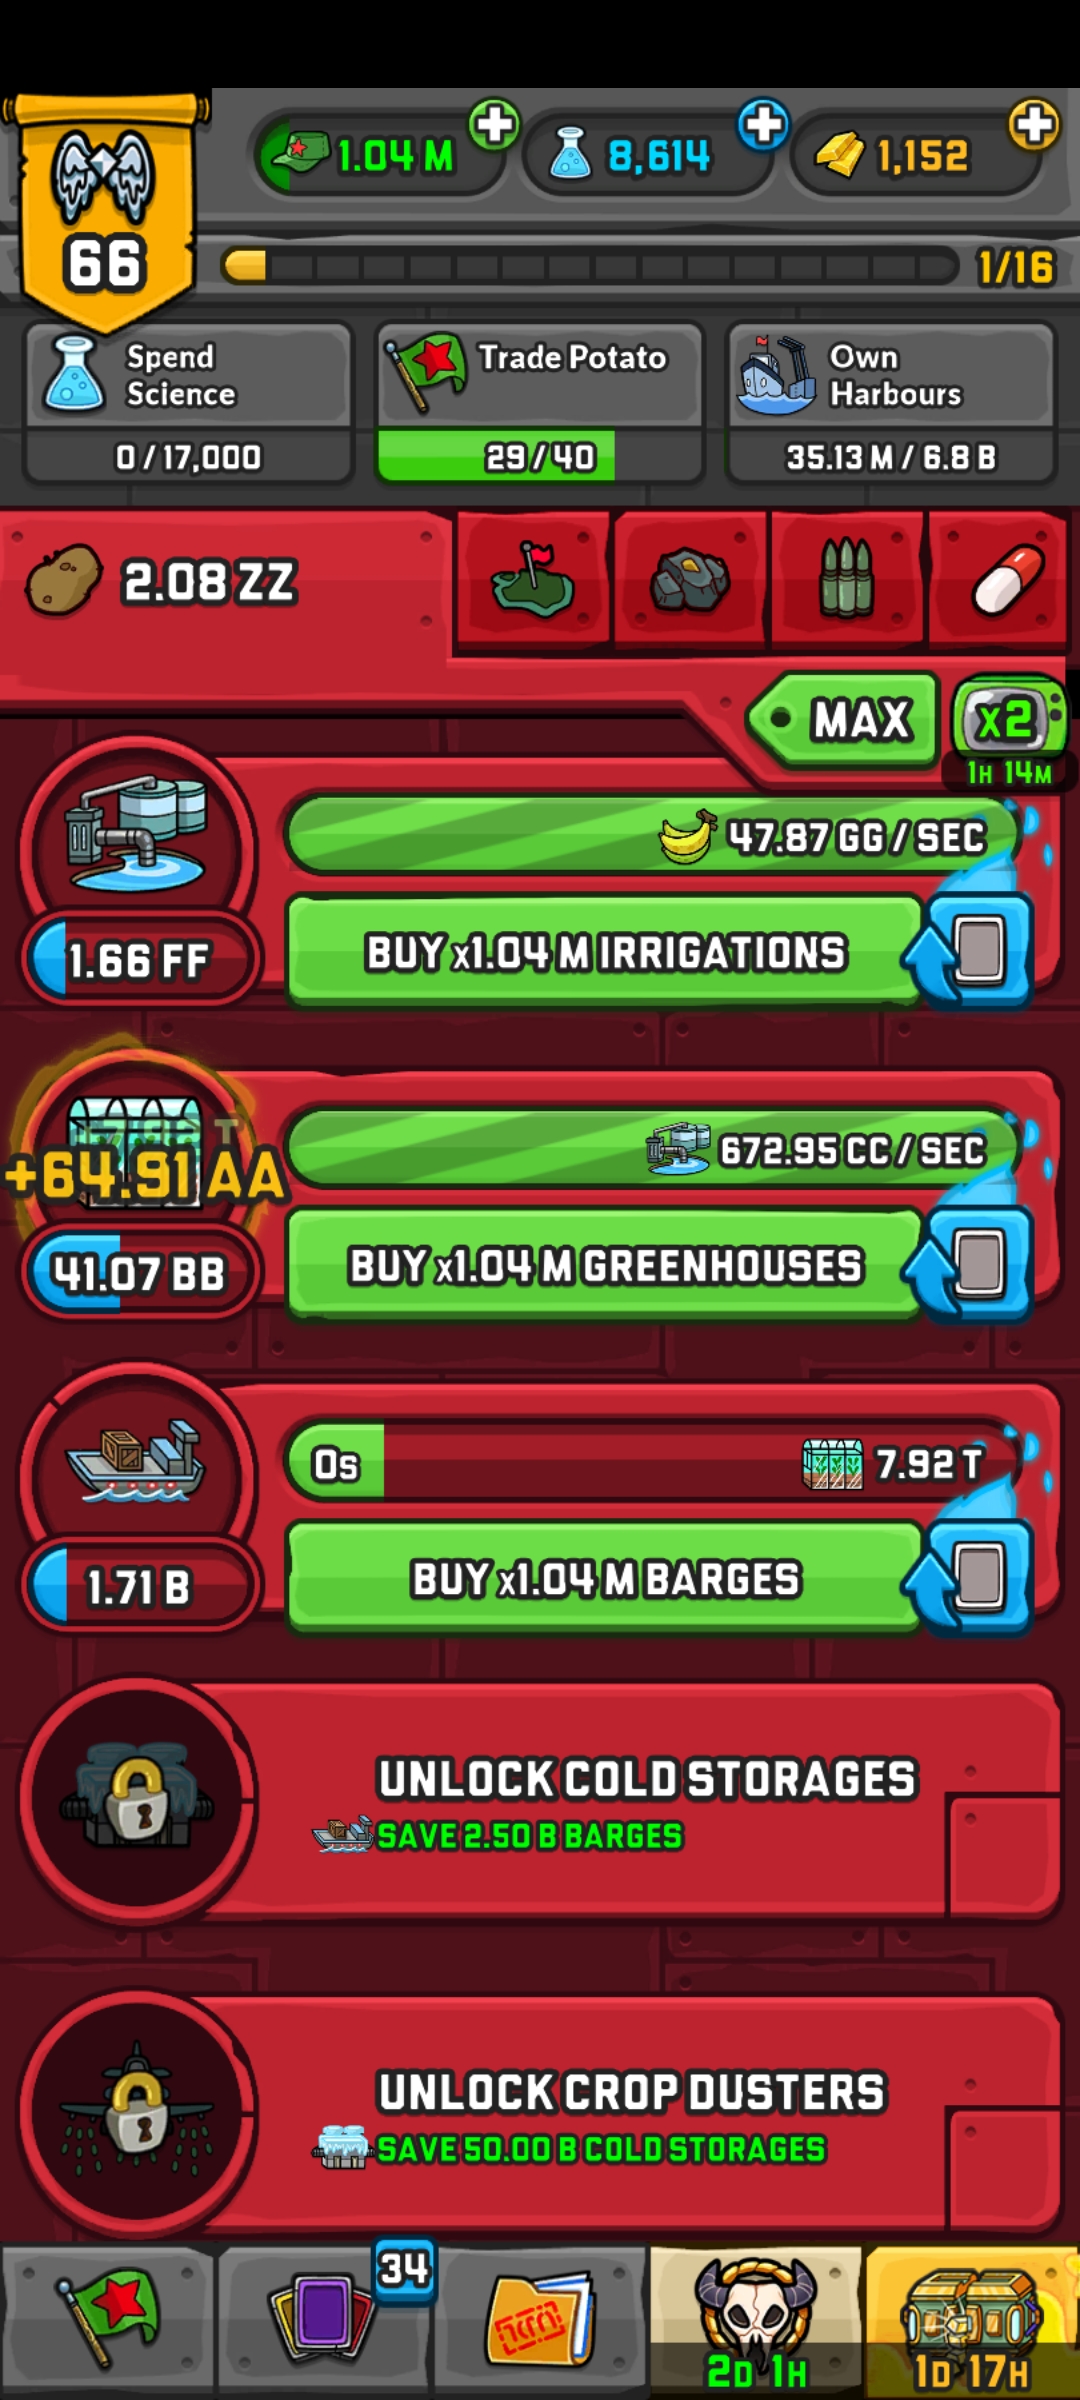 66
1.04 M
8,614
1,152
1/16
Spend
Science
0 / 17,000
Trade Potato
29 / 40
Own
Harbours
35.13 M / 6.8 B
2.08 ZZ
MAX
x2
1H 14M
47.87 GG / SEC
1.66 FF
BUY x1.04 M IRRIGATIONS
672.95 CC / SEC
+64.91 AA
41.07 BB
BUY x1.04 M GREENHOUSES
0s
7.92 T
1.71 B
BUY x1.04 M BARGES
UNLOCK COLD STORAGES
SAVE 2.50 B BARGES
UNLOCK CROP DUSTERS
SAVE 50.00 B COLD STORAGES
34
2D 1H
1D 17H